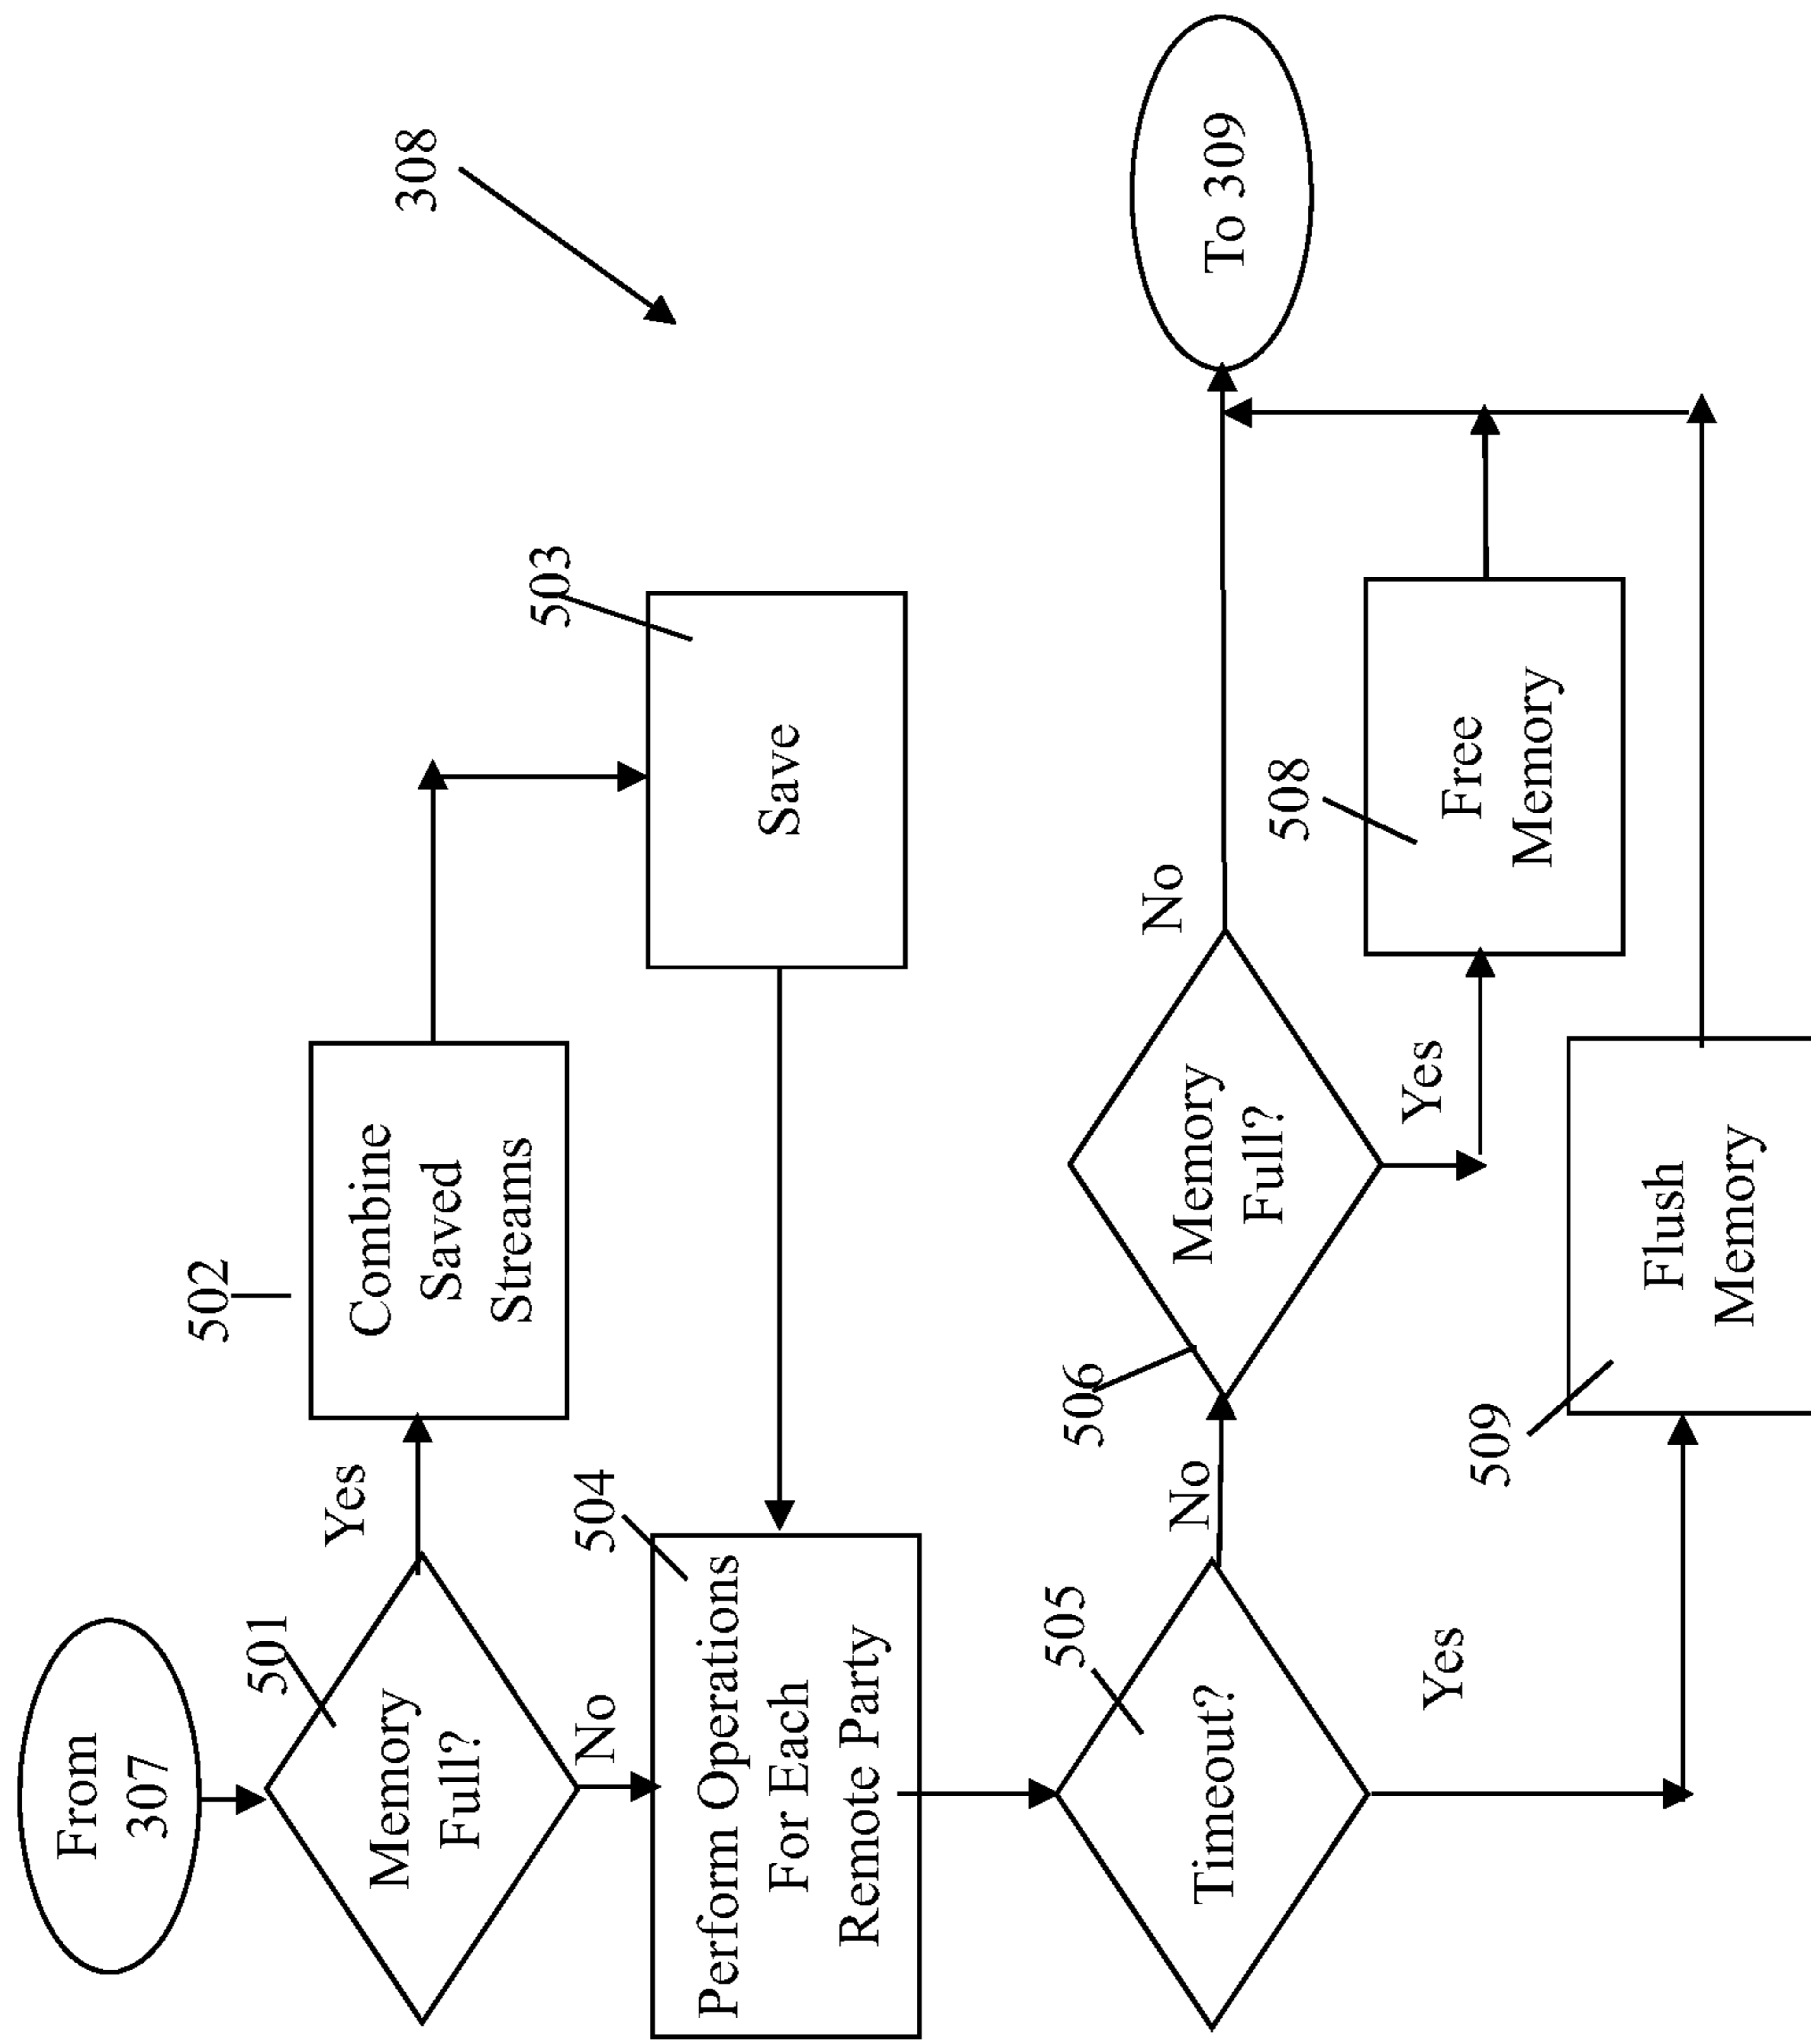 308
From
307
501
Memory
Full?
Yes
No
502
Combine
Saved
Streams
503
Save
504
Perform Operations
For Each
Remote Party
505
Timeout?
No
Yes
506
Memory
Full?
No
Yes
508
Free
Memory
509
Flush
Memory
To 309